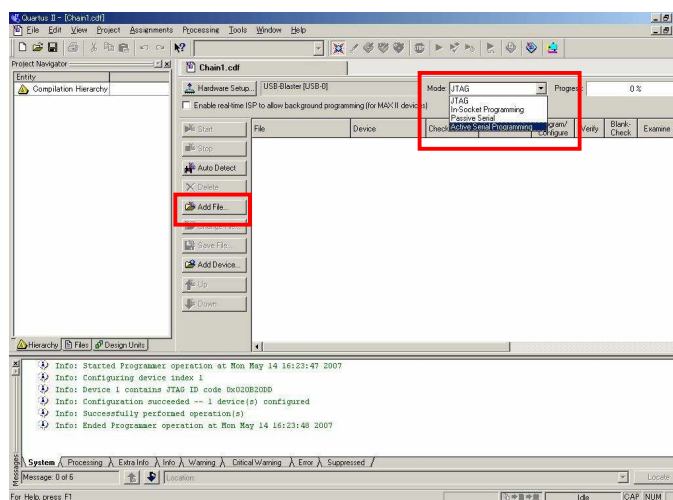 Quartus II - [Chain1.cdf]
File Edit View Project Assignments Processing Tools Window Help
Project Navigator
Entity
Compilation Hierarchy
Hierarchy Files Design Units
Chain1.cdf
Hardware Setup... USB-Blaster [USB-0] Mode: JTAG Progress: 0 %
JTAG
In-Socket Programming
Passive Serial
Active Serial Programming
Enable real-time ISP to allow background programming (for MAX II devices)
Start
Stop
Auto Detect
Delete
Add File...
Change File...
Save File...
Add Device...
Up
Down
File Device Check Program/Configure Verify Blank-Check Examine
Info: Started Programmer operation at Mon May 14 16:23:47 2007
Info: Configuring device index 1
Info: Device 1 contains JTAG ID code 0x020B20DD
Info: Configuration succeeded -- 1 device(s) configured
Info: Successfully performed operation(s)
Info: Ended Programmer operation at Mon May 14 16:23:48 2007
Messages
System Processing Extra Info Info Warning Critical Warning Error Suppressed
Message: 0 of 6 Location: Locate
For Help, press F1 Idle CAP NUM